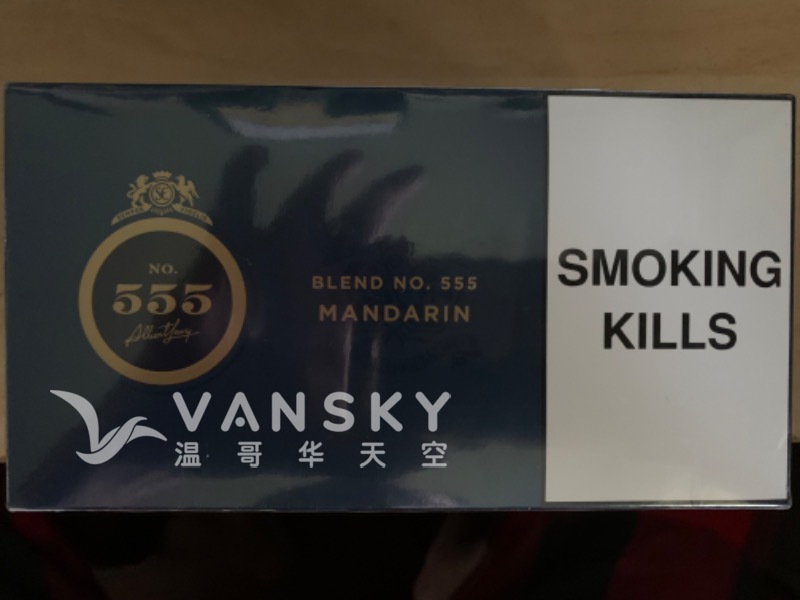 NO.
555
BLEND NO. 555
MANDARIN
SMOKING
KILLS
VANSKY
温哥华天空